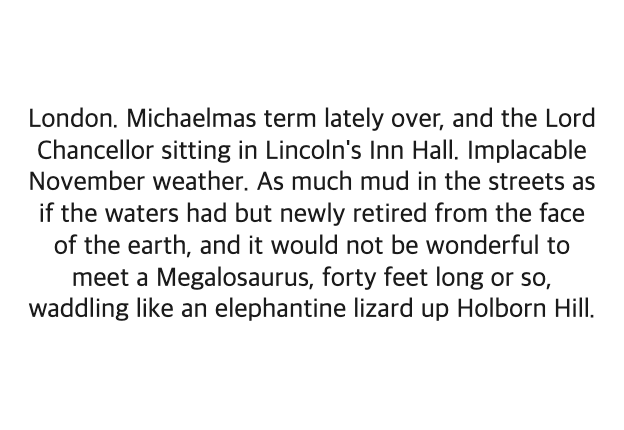 London. Michaelmas term lately over, and the Lord
Chancellor sitting in Lincoln's Inn Hall. Implacable
November weather. As much mud in the streets as
if the waters had but newly retired from the face
of the earth, and it would not be wonderful to
meet a Megalosaurus, forty feet long or so,
waddling like an elephantine lizard up Holborn Hill.